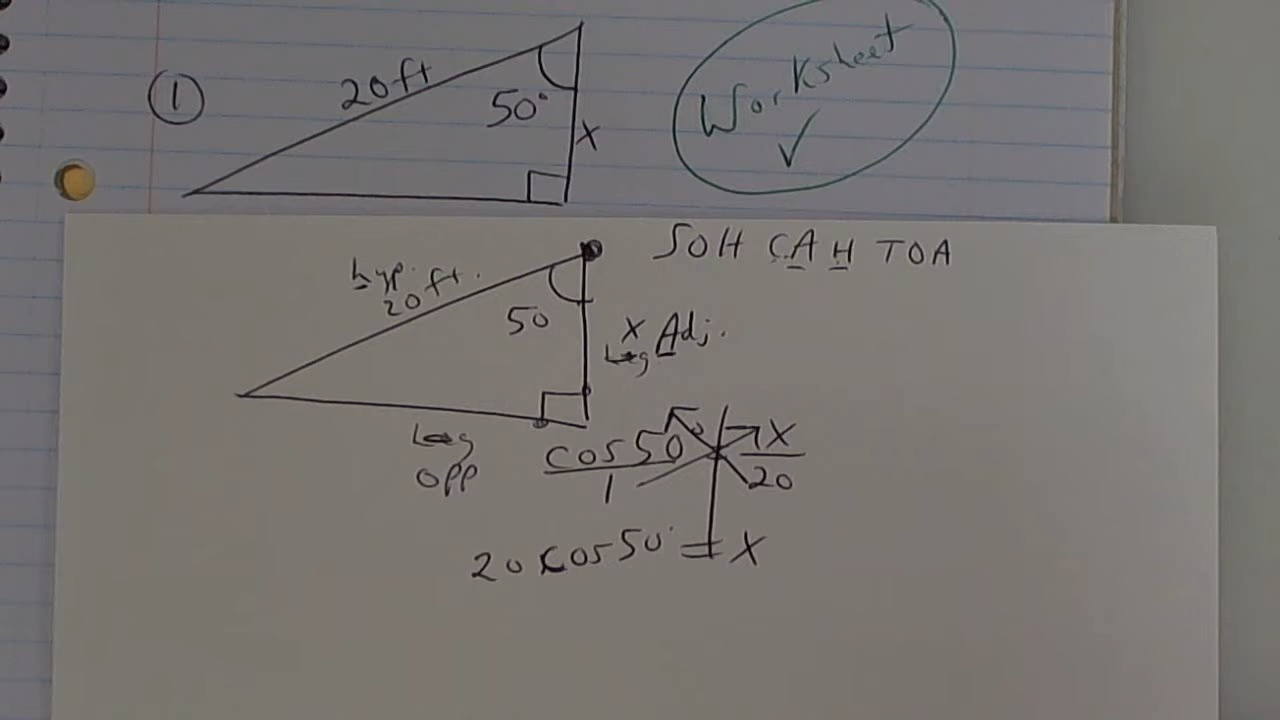 ① 20ft 50° x
Worksheet ✓
SOH CAH TOA
hyp.
20 ft.
50
x Adj.
Leg
Leg
opp
cos 50° x
1 20
20 cos 50° = x